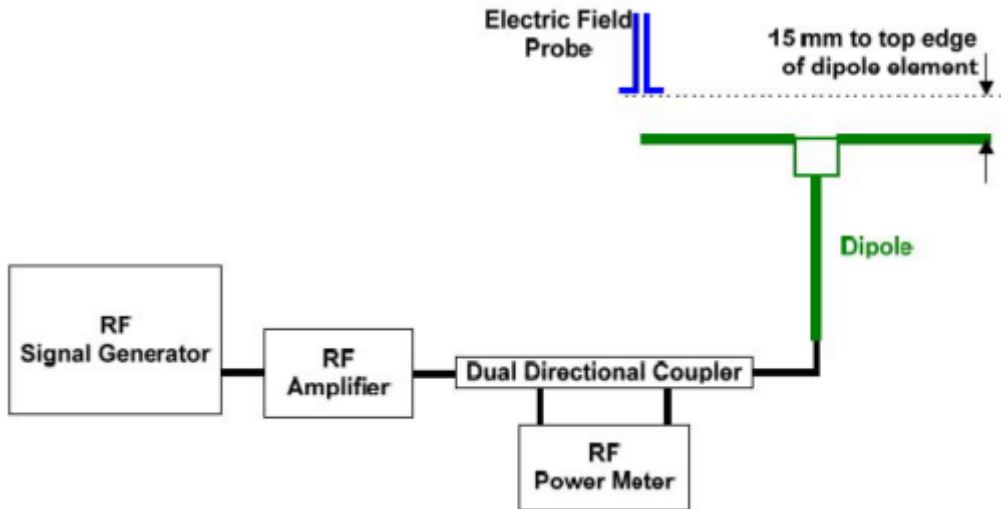 Electric Field
Probe
15 mm to top edge
of dipole element
Dipole
RF
Signal Generator
RF
Amplifier
Dual Directional Coupler
RF
Power Meter